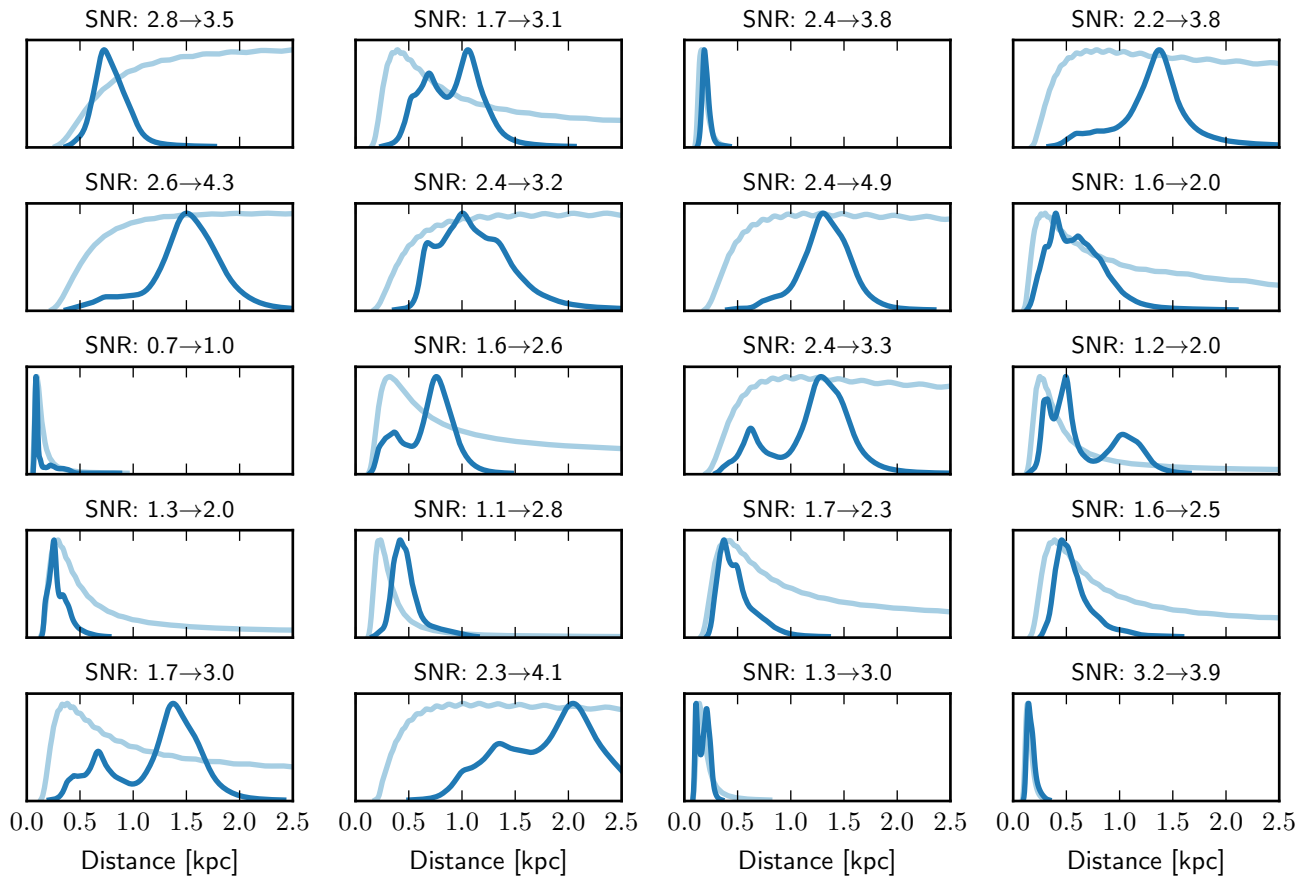 SNR: 2.8→3.5 SNR: 1.7→3.1 SNR: 2.4→3.8 SNR: 2.2→3.8
SNR: 2.6→4.3 SNR: 2.4→3.2 SNR: 2.4→4.9 SNR: 1.6→2.0
SNR: 0.7→1.0 SNR: 1.6→2.6 SNR: 2.4→3.3 SNR: 1.2→2.0
SNR: 1.3→2.0 SNR: 1.1→2.8 SNR: 1.7→2.3 SNR: 1.6→2.5
SNR: 1.7→3.0 SNR: 2.3→4.1 SNR: 1.3→3.0 SNR: 3.2→3.9
0.0 0.5 1.0 1.5 2.0 2.5 0.0 0.5 1.0 1.5 2.0 2.5 0.0 0.5 1.0 1.5 2.0 2.5 0.0 0.5 1.0 1.5 2.0 2.5
Distance [kpc] Distance [kpc] Distance [kpc] Distance [kpc]